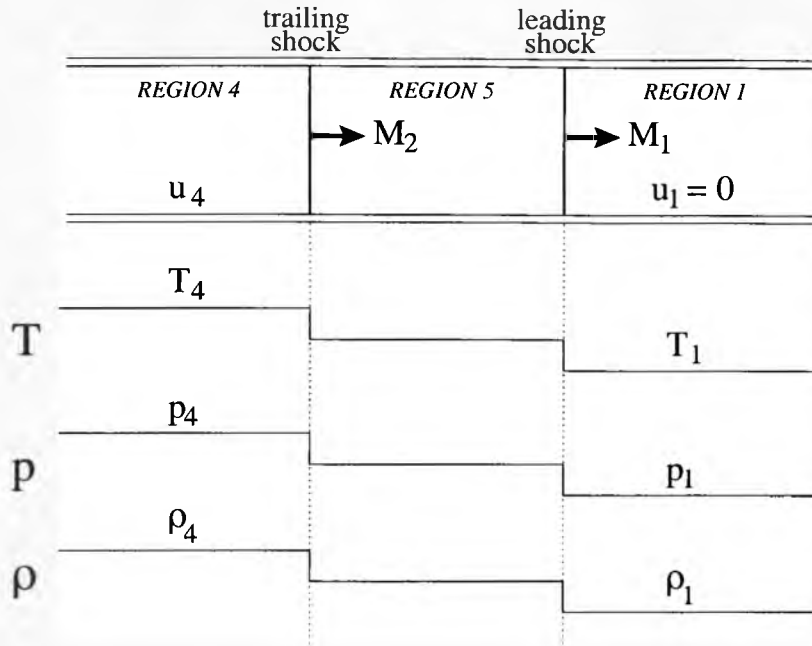 trailing shock
leading shock
REGION 4
REGION 5
REGION 1
M2
M1
u4
u1 = 0
T4
T
T1
p4
p
p1
ρ4
ρ
ρ1